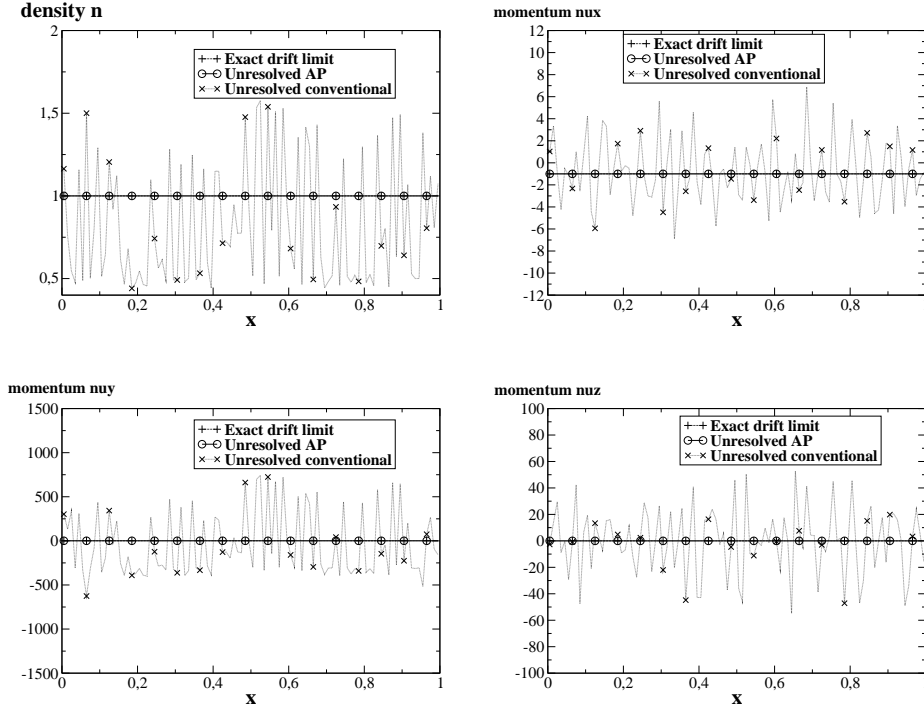 density n
2
1,5
1
0,5
0
0,2
0,4
0,6
0,8
1
x
Exact drift limit
Unresolved AP
Unresolved conventional
momentum nux
12
10
8
6
4
2
0
-2
-4
-6
-8
-10
-12
0
0,2
0,4
0,6
0,8
x
Exact drift limit
Unresolved AP
Unresolved conventional
momentum nuy
1500
1000
500
0
-500
-1000
-1500
0
0,2
0,4
0,6
0,8
1
x
Exact drift limit
Unresolved AP
Unresolved conventional
momentum nuz
100
80
60
40
20
0
-20
-40
-60
-80
-100
0
0,2
0,4
0,6
0,8
x
Exact drift limit
Unresolved AP
Unresolved conventional